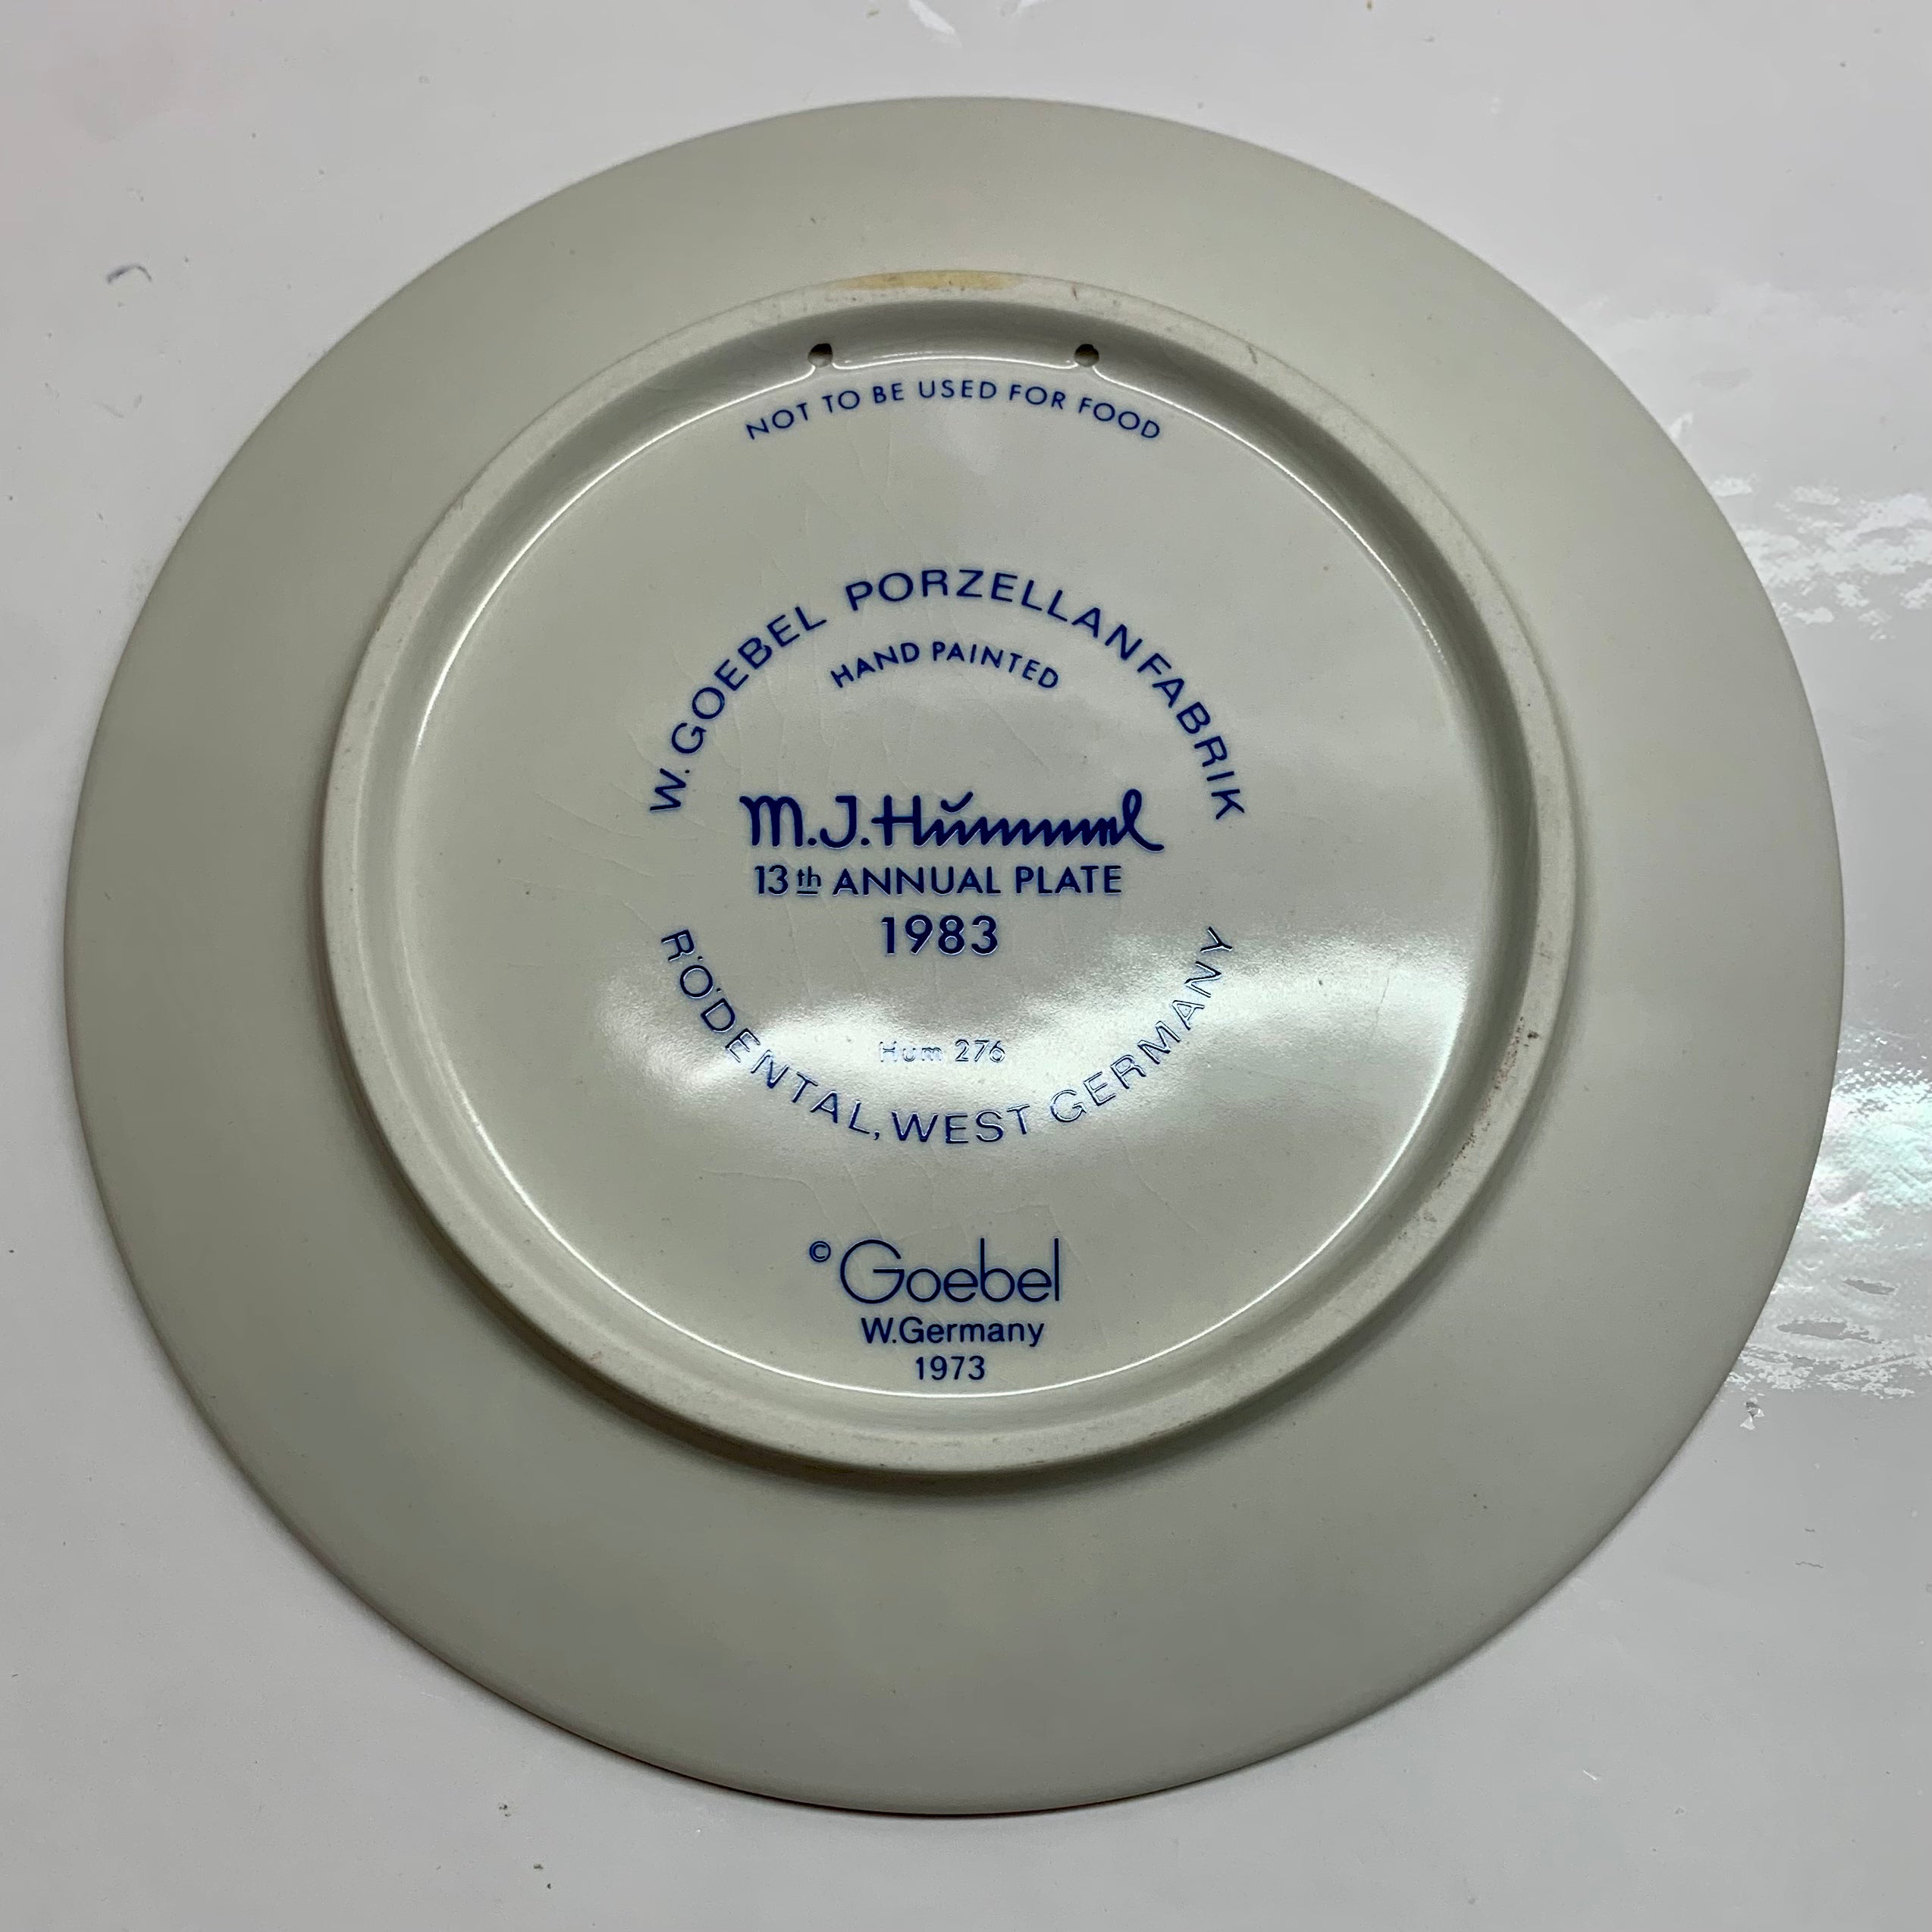 NOT TO BE USED FOR FOOD
W. GOEBEL PORZELLANFABRIK
HAND PAINTED
M.J. Hummel
13th ANNUAL PLATE
1983
Hum 276
RÖDENTAL, WEST GERMANY
© Goebel
W.Germany
1973